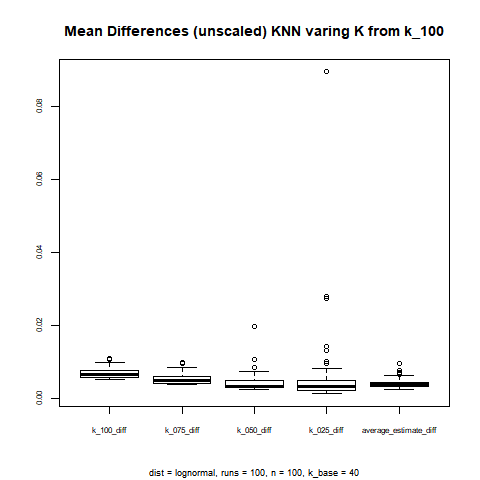 Mean Differences (unscaled) KNN varing K from k_100
0.08
0.06
0.04
0.02
0.00
k_100_diff k_075_diff k_050_diff k_025_diff average_estimate_diff
dist = lognormal, runs = 100, n = 100, k_base = 40